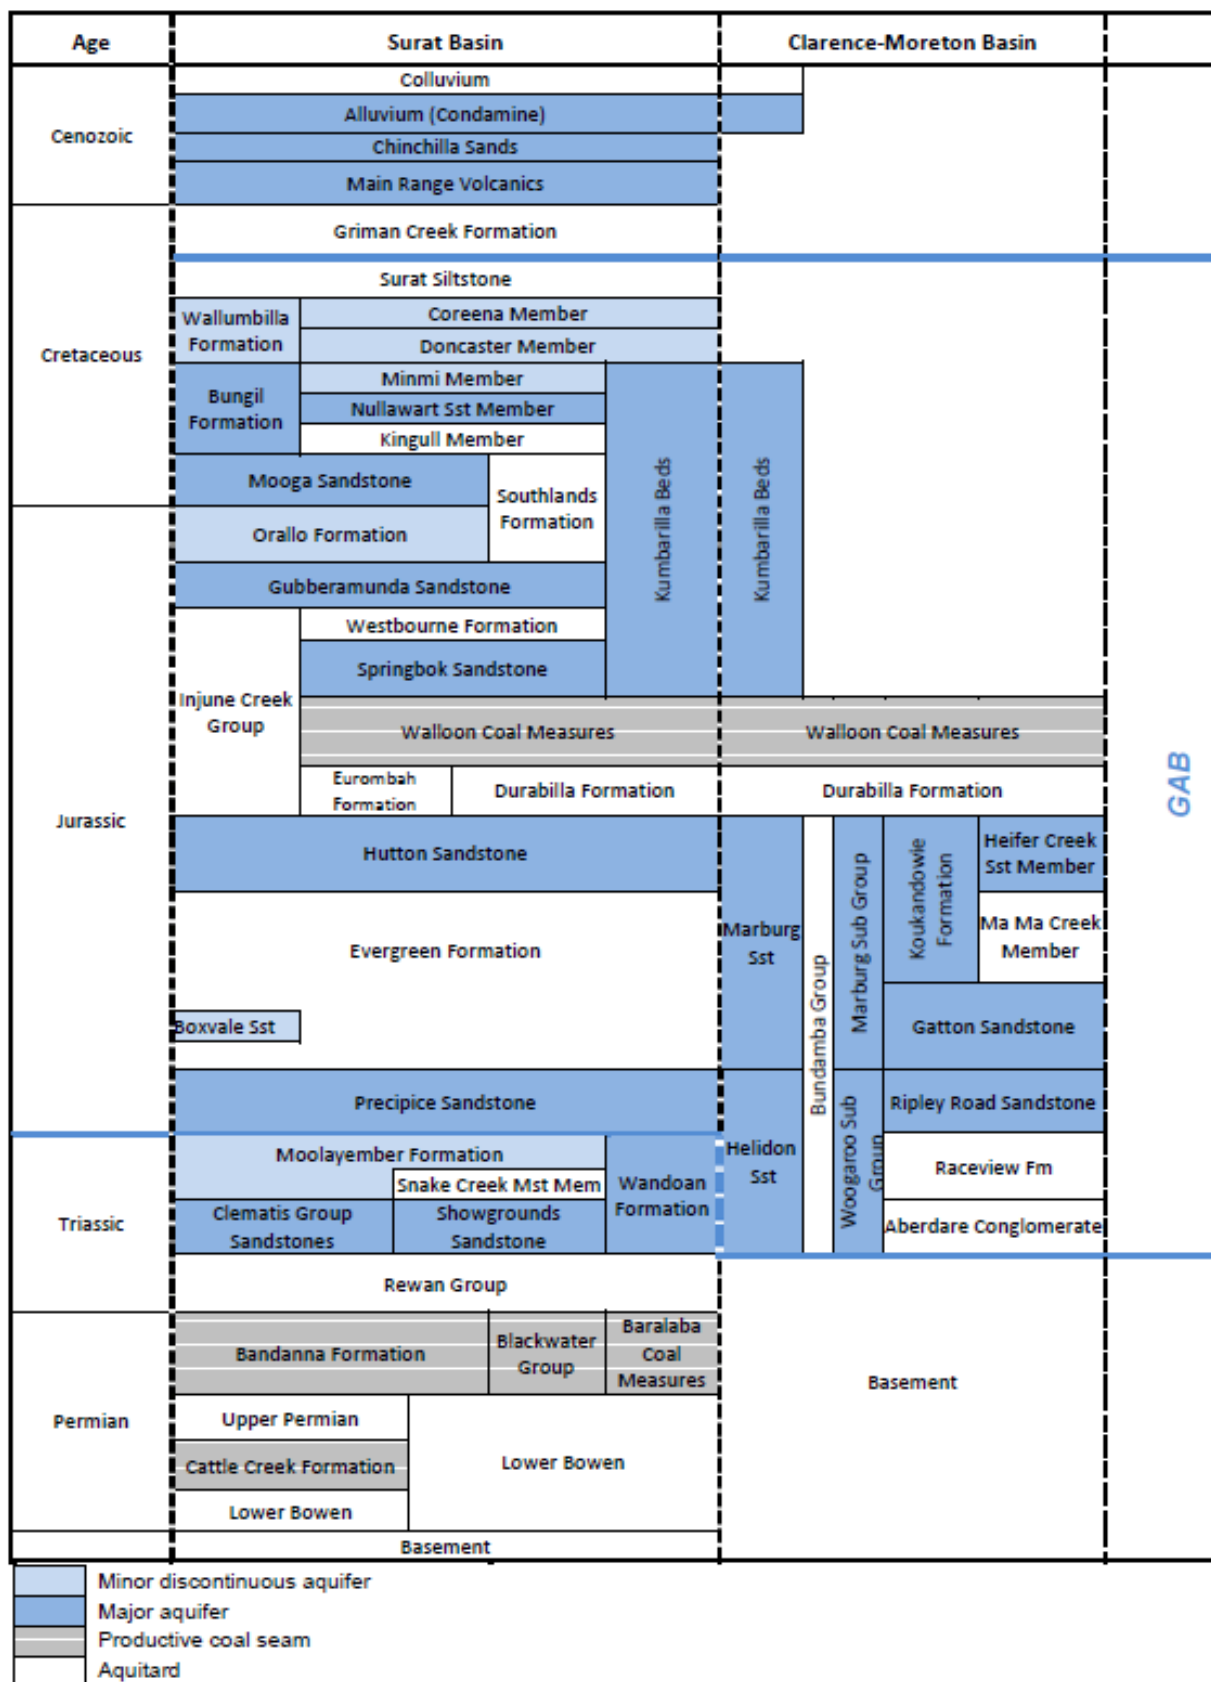 Age
Surat Basin
Clarence-Moreton Basin
Cenozoic
Colluvium
Alluvium (Condamine)
Chinchilla Sands
Main Range Volcanics
Cretaceous
Griman Creek Formation
Surat Siltstone
Wallumbilla
Formation
Coreena Member
Doncaster Member
Bungil
Formation
Minmi Member
Nullawart Sst Member
Kingull Member
Mooga Sandstone
Southlands
Formation
Kumbarilla Beds
Kumbarilla Beds
Jurassic
Orallo Formation
Gubberamunda Sandstone
Westbourne Formation
Springbok Sandstone
Injune Creek
Group
Walloon Coal Measures
Walloon Coal Measures
Eurombah
Formation
Durabilla Formation
Durabilla Formation
GAB
Hutton Sandstone
Evergreen Formation
Boxvale Sst
Precipice Sandstone
Marburg
Sst
Bundamba Group
Marburg Sub Group
Koukandowie
Formation
Heifer Creek
Sst Member
Ma Ma Creek
Member
Gatton Sandstone
Helidon
Sst
Woogaroo Sub
Group
Ripley Road Sandstone
Raceview Fm
Aberdare Conglomerate
Triassic
Moolayember Formation
Snake Creek Mst Mem
Wandoan
Formation
Clematis Group
Sandstones
Showgrounds
Sandstone
Rewan Group
Permian
Bandanna Formation
Blackwater
Group
Baralaba
Coal
Measures
Upper Permian
Cattle Creek Formation
Lower Bowen
Lower Bowen
Basement
Basement
Minor discontinuous aquifer
Major aquifer
Productive coal seam
Aquitard